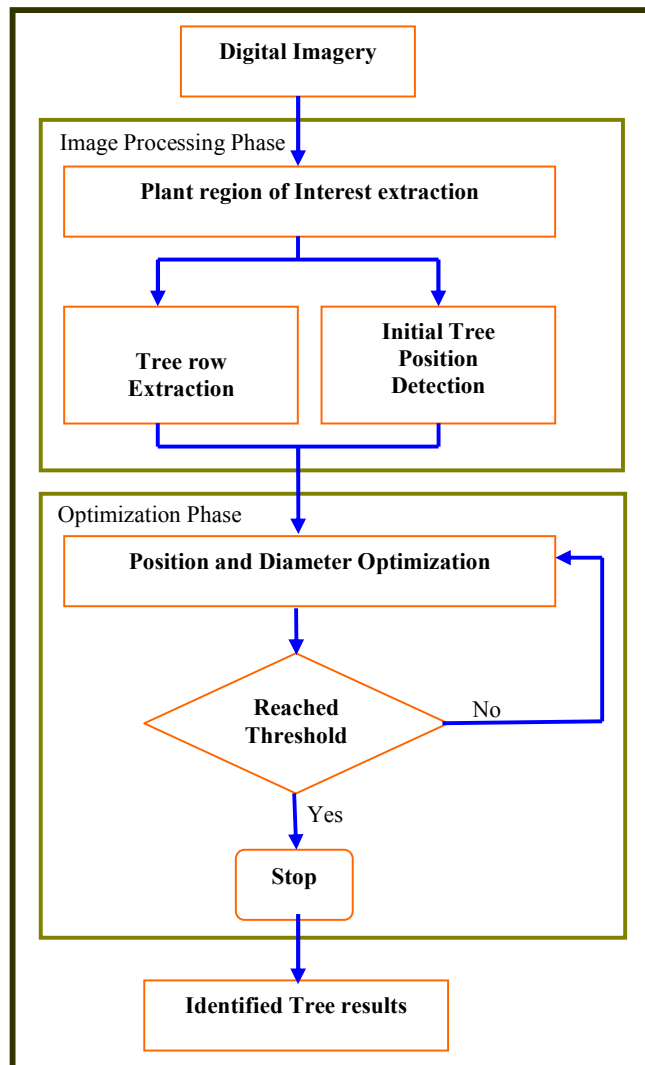 Digital Imagery
Image Processing Phase
Plant region of Interest extraction
Tree row
Extraction
Initial Tree
Position
Detection
Optimization Phase
Position and Diameter Optimization
Reached
Threshold
No
Yes
Stop
Identified Tree results